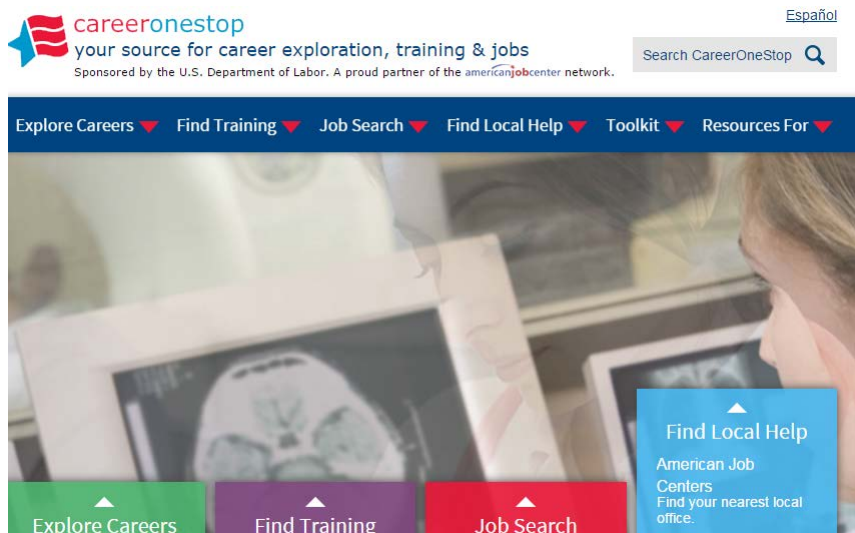 Español
careeronestop
your source for career exploration, training & jobs
Sponsored by the U.S. Department of Labor. A proud partner of the americanjobcenter network.
Search CareerOneStop
Explore Careers
Find Training
Job Search
Find Local Help
Toolkit
Resources For
Find Local Help
American Job
Centers
Find your nearest local
office.
Explore Careers
Find Training
Job Search